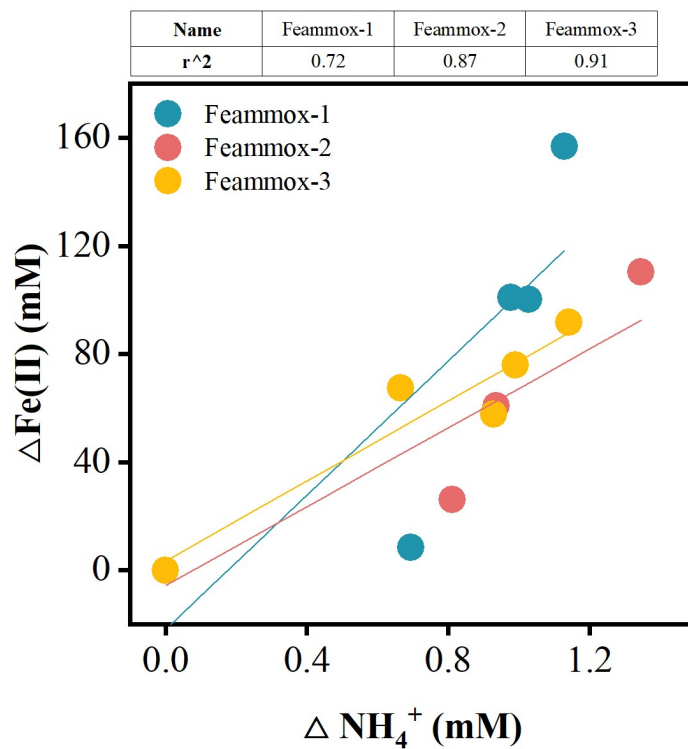 Name Feammox-1 Feammox-2 Feammox-3
r^2 0.72 0.87 0.91
Feammox-1
Feammox-2
Feammox-3
160
120
80
40
0
△Fe(II) (mM)
0.0 0.4 0.8 1.2
△ NH₄⁺ (mM)